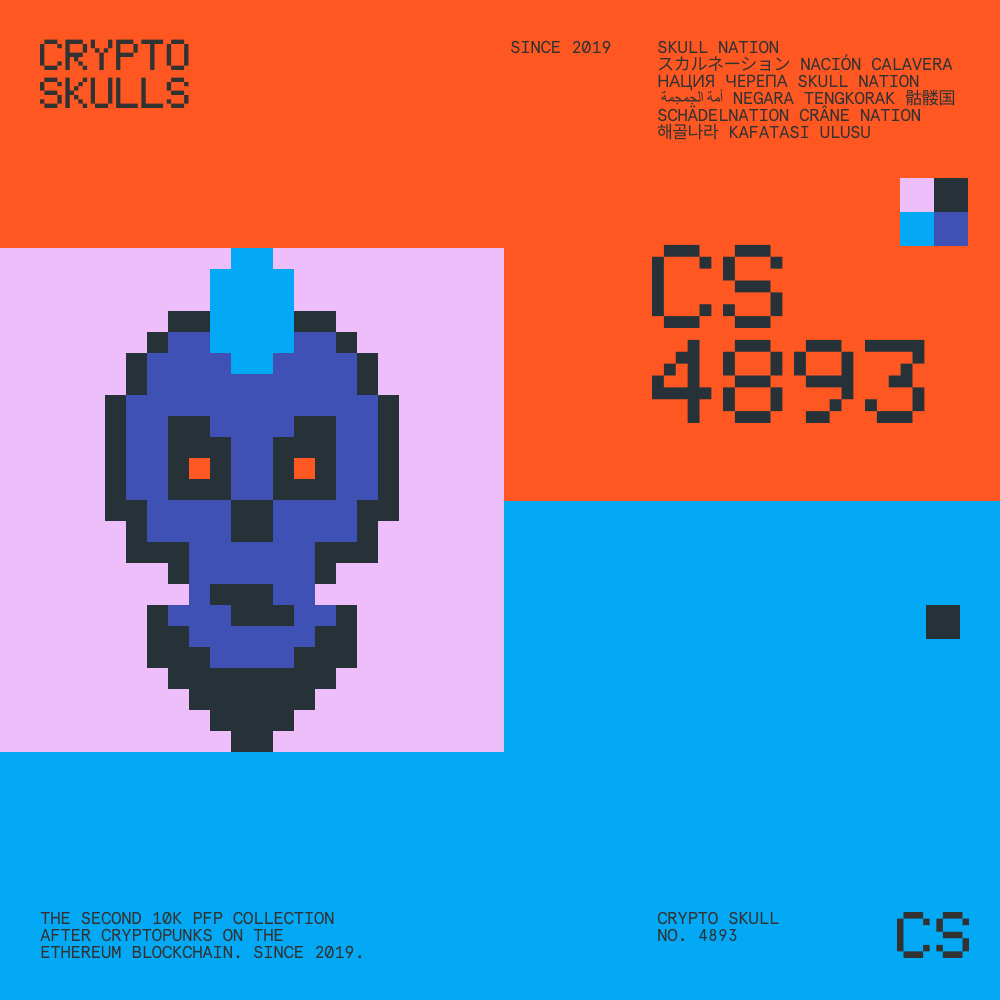 CRYPTO
SKULLS
SINCE 2019
SKULL NATION
スカルネーション NACIÓN CALAVERA
НАЦИЯ ЧЕРЕПА SKULL NATION
أمة الجمجمة NEGARA TENGKORAK 骷髅国
SCHÄDELNATION CRÂNE NATION
해골나라 KAFATASI ULUSU
CS
4893
THE SECOND 10K PFP COLLECTION
AFTER CRYPTOPUNKS ON THE
ETHEREUM BLOCKCHAIN. SINCE 2019.
CRYPTO SKULL
NO. 4893
CS